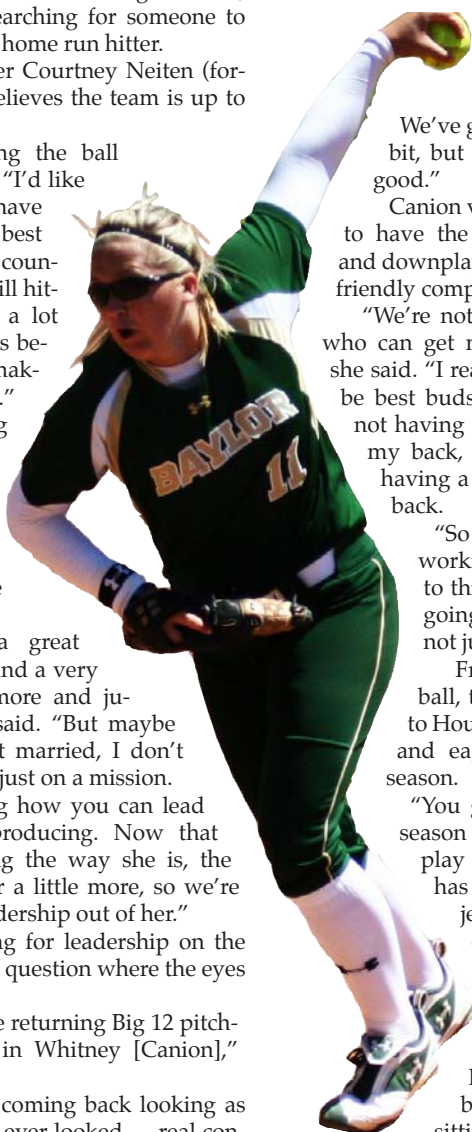 earching for someone to
home run hitter.
er Courtney Neiten (for-
elieves the team is up to
ng the ball
“I’d like
have
best
coun-
ill hit-
a lot
s be-
nak-
.”
g
a great
nd a very
more and ju-
said. “But maybe
t married, I don’t
just on a mission.
g how you can lead
producing. Now that
g the way she is, the
r a little more, so we’re
dership out of her.”
ng for leadership on the
question where the eyes
e returning Big 12 pitch-
in Whitney [Canion],”
coming back looking as
ever looked — real con-
BAYLOR
11
We’ve g
bit, but
good.”
Canion w
to have the
and downpla
friendly comp
“We’re not
who can get m
she said. “I rea
be best buds
not having
my back,
having a
back.
“So
worki
to thi
going
not ju
Fr
ball, t
to Hou
and ea
season.
“You g
season
play
has
je
b
sitti